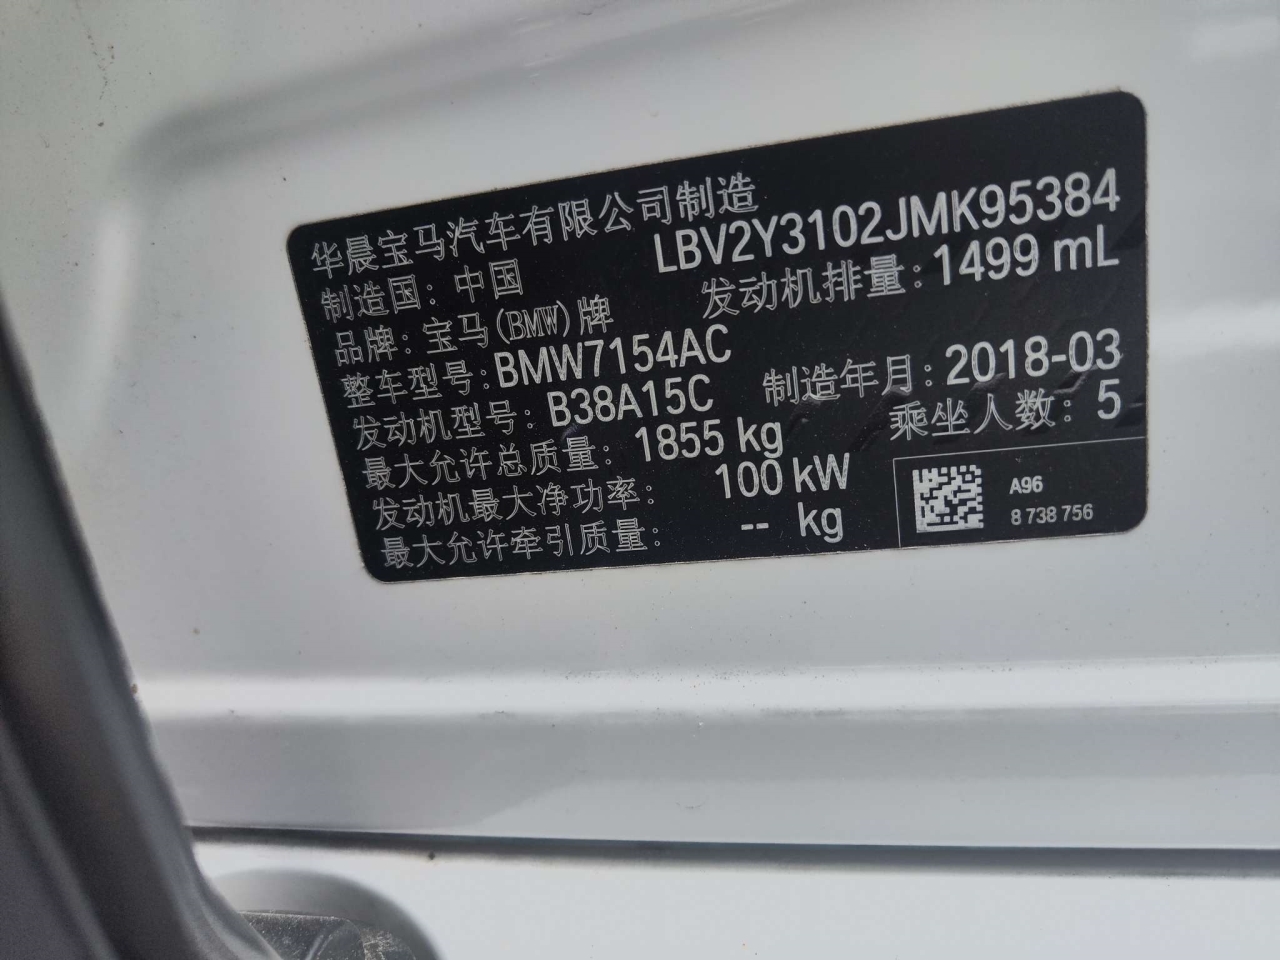 华晨宝马汽车有限公司制造
LBV2Y3102JMK95384
制造国：中国
发动机排量：1499 mL
品牌：宝马(BMW)牌
整车型号：BMW7154AC
制造年月：2018-03
发动机型号：B38A15C
乘坐人数：5
最大允许总质量：1855 kg
发动机最大净功率：100 kW
最大允许牵引质量：-- kg
A96
8 738 756